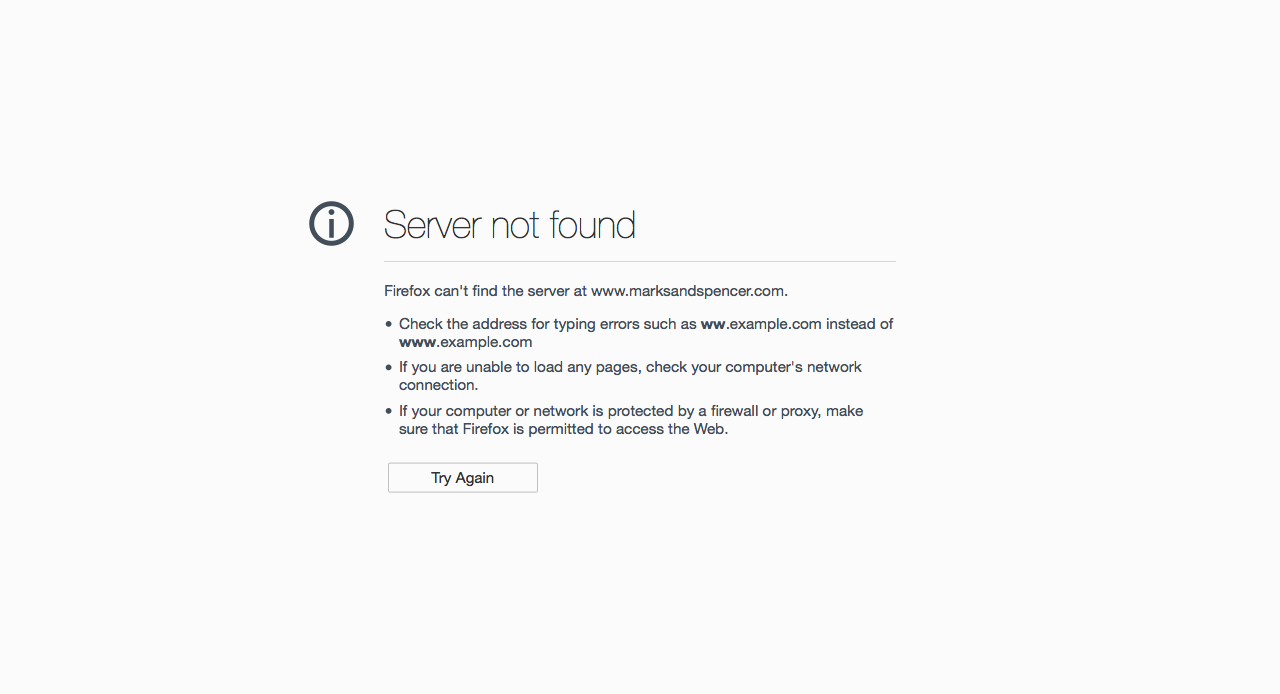 Server not found
Firefox can't find the server at www.marksandspencer.com.
• Check the address for typing errors such as ww.example.com instead of
www.example.com
• If you are unable to load any pages, check your computer's network
connection.
• If your computer or network is protected by a firewall or proxy, make
sure that Firefox is permitted to access the Web.
Try Again